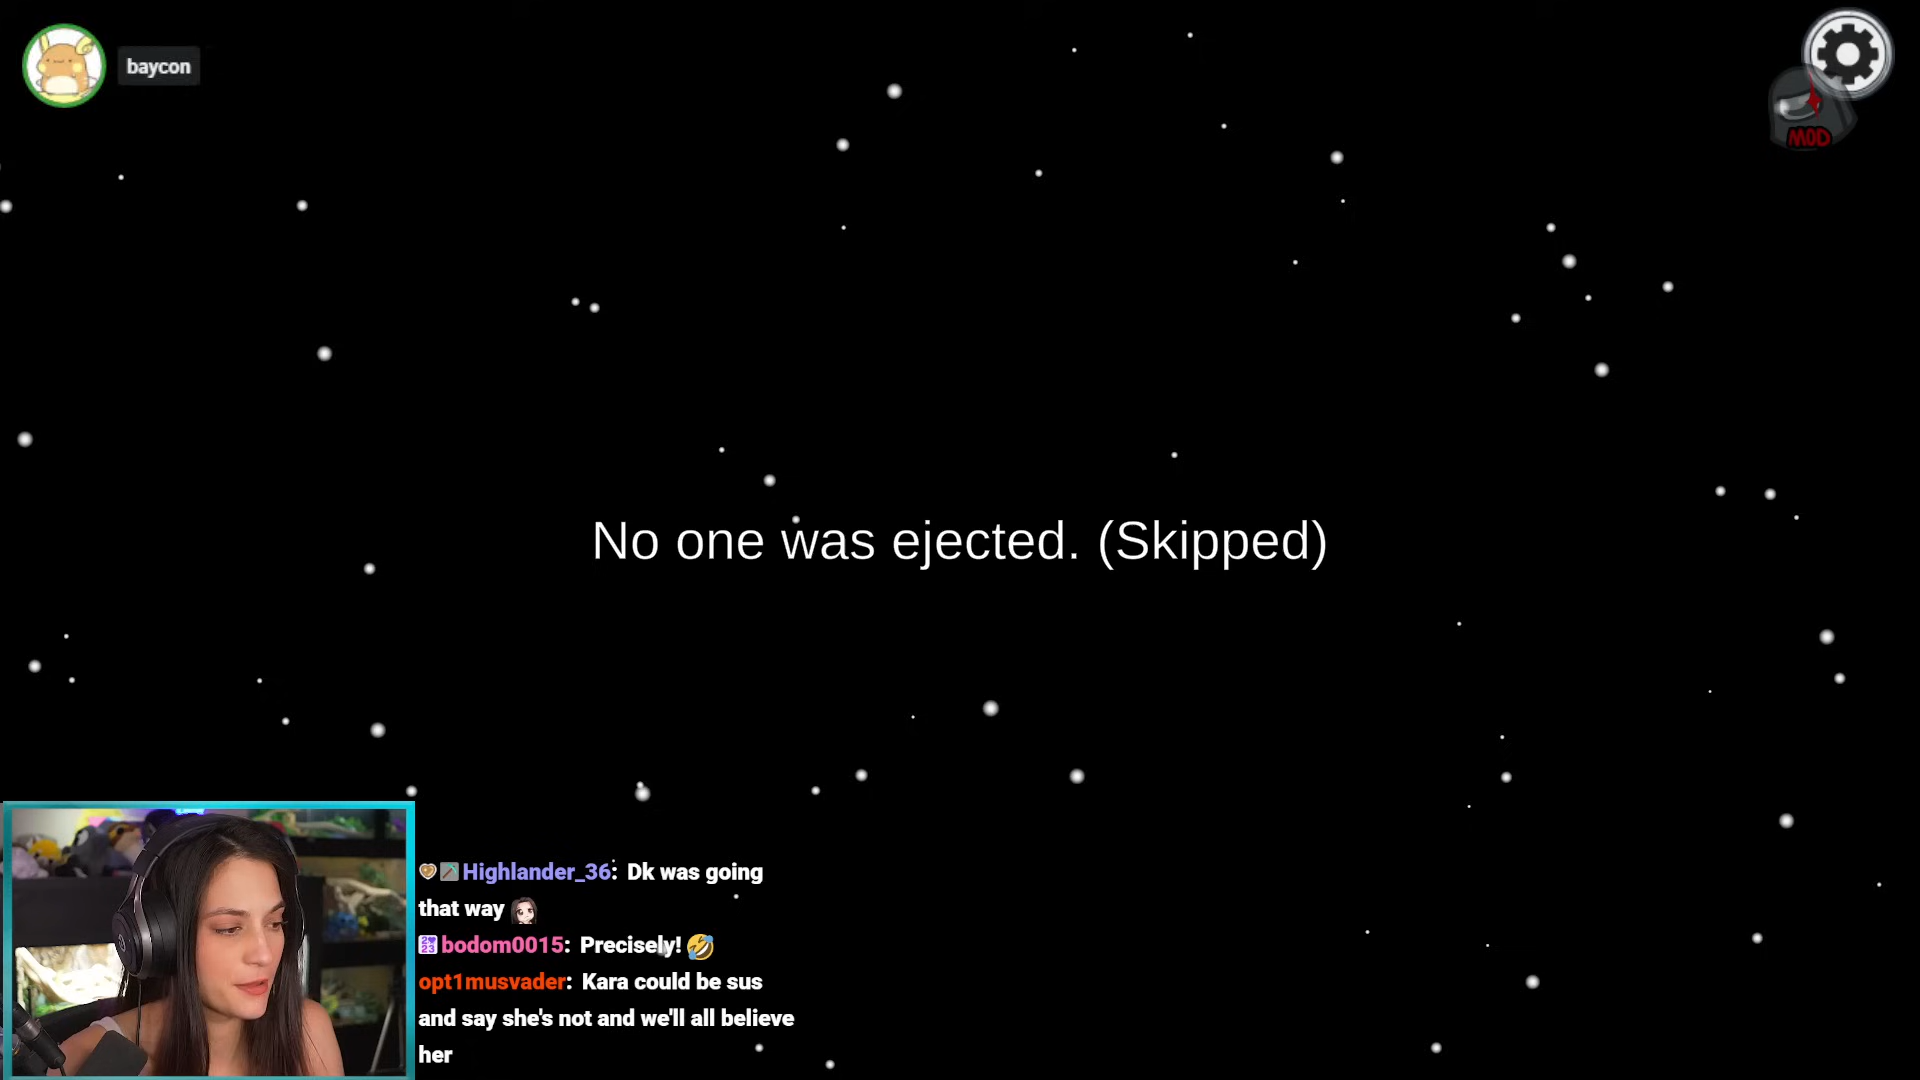 baycon
MOD
No one was ejected. (Skipped)
Highlander_36: Dk was going
that way
bodom0015: Precisely! 🤣
opt1musvader: Kara could be sus
and say she's not and we'll all believe
her